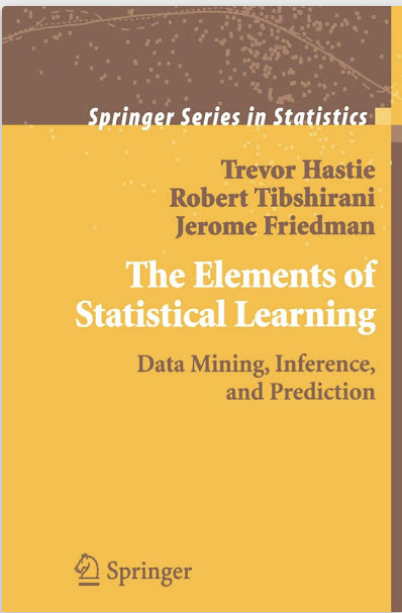 Springer Series in Statistics
Trevor Hastie
Robert Tibshirani
Jerome Friedman
The Elements of
Statistical Learning
Data Mining, Inference,
and Prediction
Springer